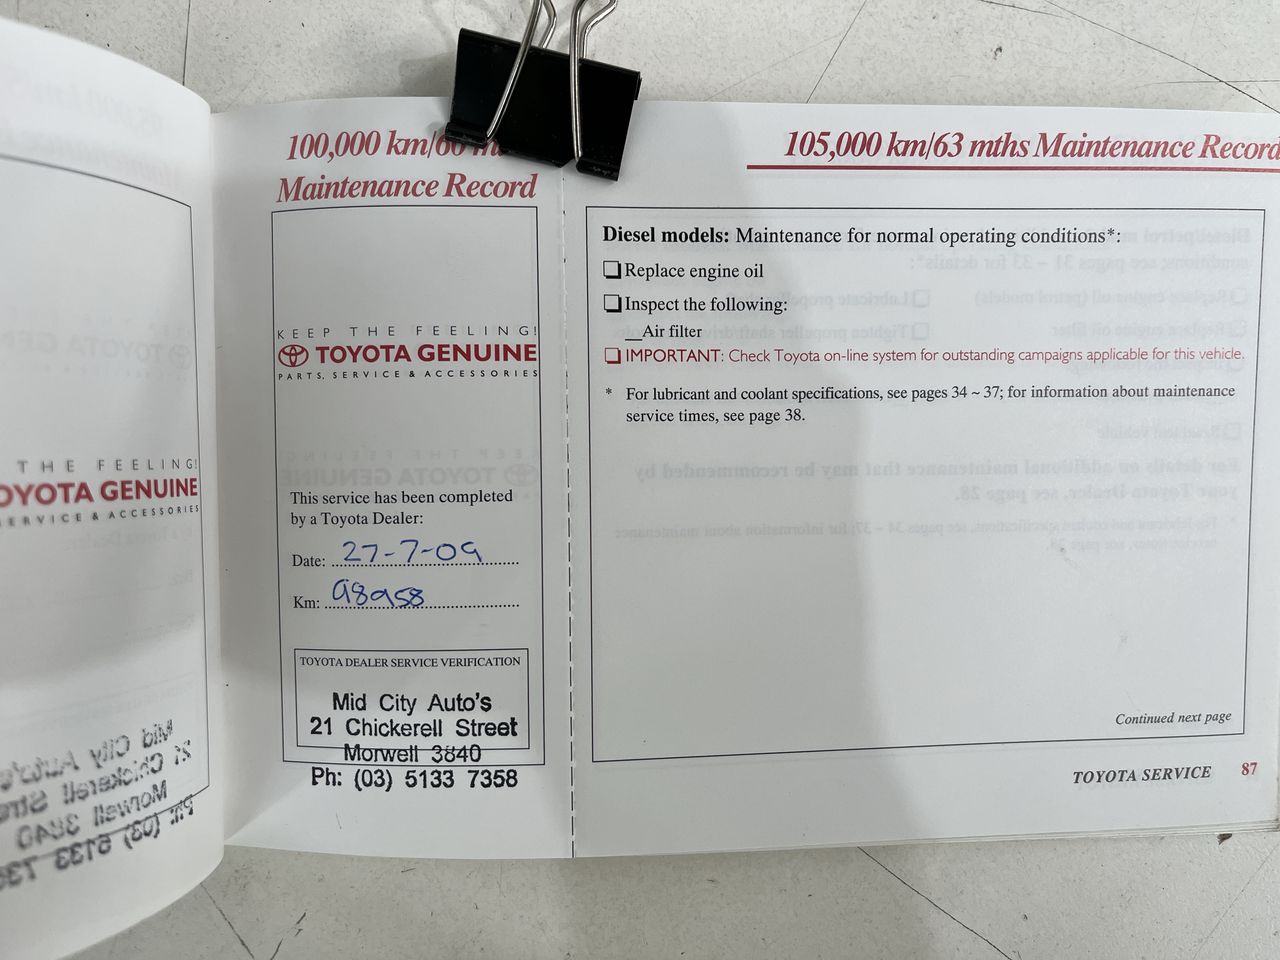 THE FEELING!
TOYOTA GENUINE
SERVICE & ACCESSORIES
100,000 km/60
Maintenance Record
KEEP THE FEELING!
TOYOTA GENUINE
PARTS, SERVICE & ACCESSORIES
This service has been completed
by a Toyota Dealer:
Date: 27-7-09
Km: 98958
TOYOTA DEALER SERVICE VERIFICATION
Mid City Auto's
21 Chickerell Street
Morwell 3840
Ph: (03) 5133 7358
105,000 km/63 mths Maintenance Record
Diesel models: Maintenance for normal operating conditions*:
Replace engine oil
Inspect the following:
__Air filter
IMPORTANT: Check Toyota on-line system for outstanding campaigns applicable for this vehicle.
* For lubricant and coolant specifications, see pages 34 ~ 37; for information about maintenance
service times, see page 38.
Continued next page
TOYOTA SERVICE 87